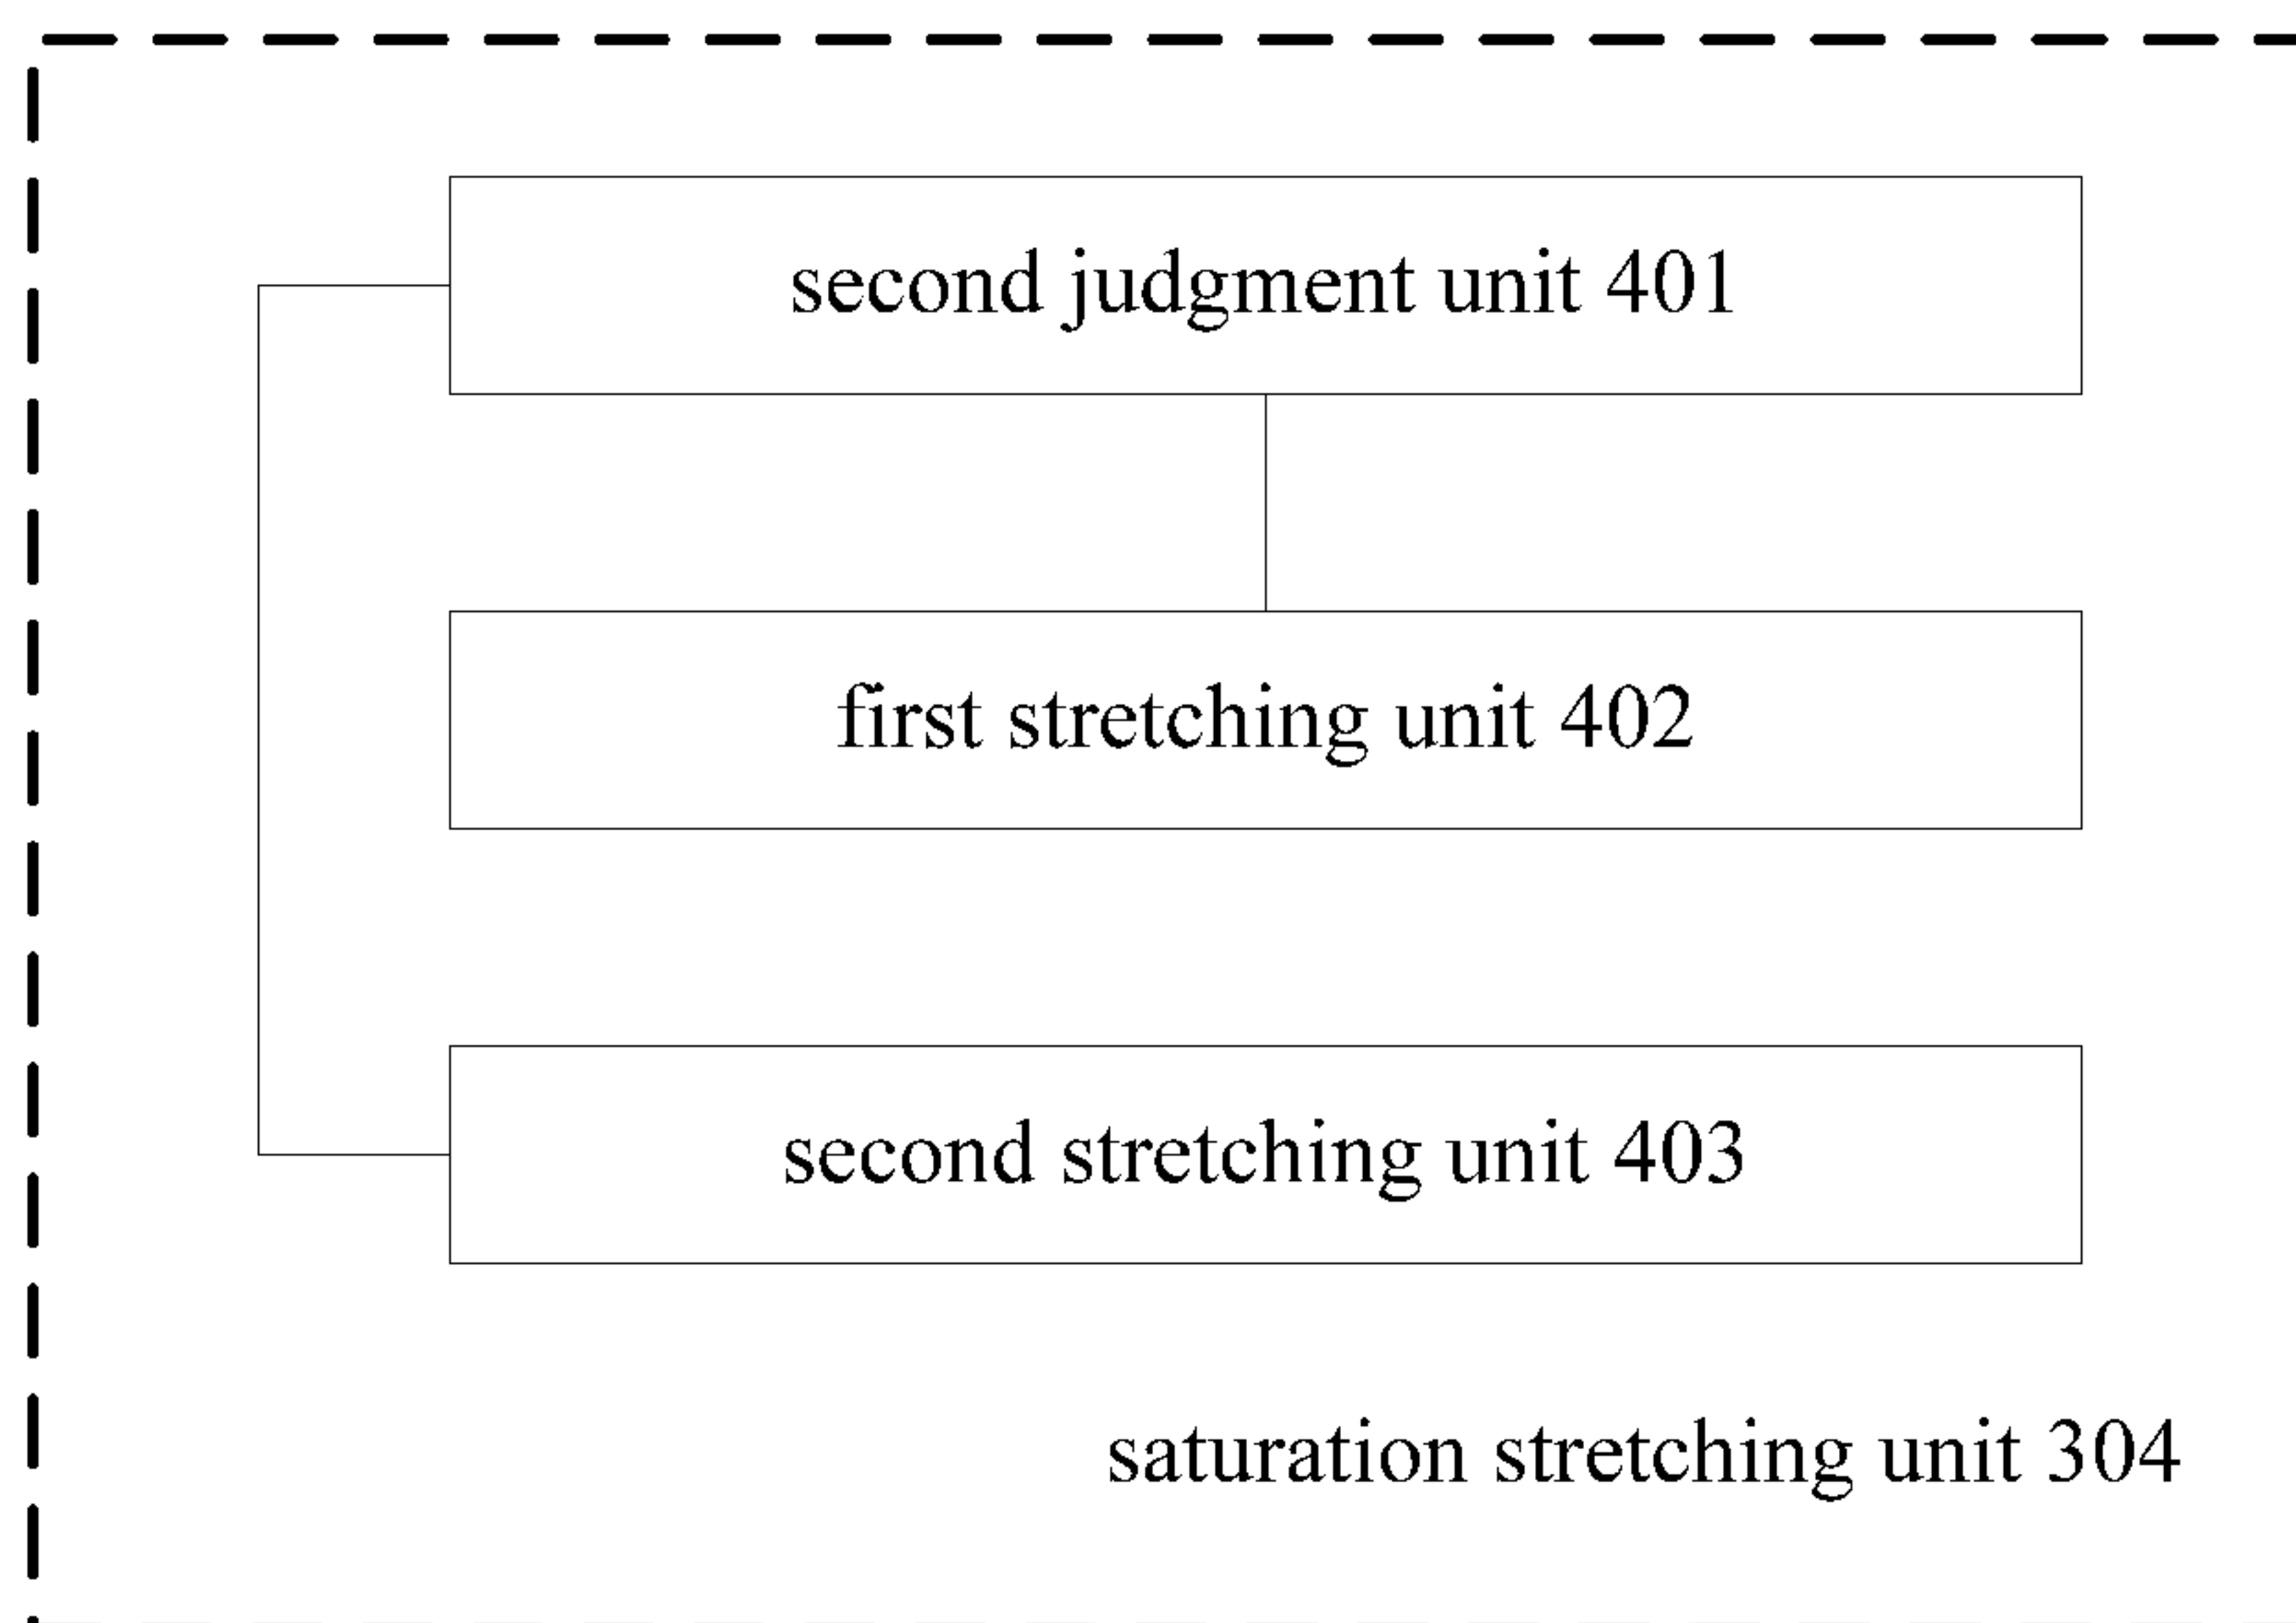 second judgment unit 401
first stretching unit 402
second stretching unit 403
saturation stretching unit 304